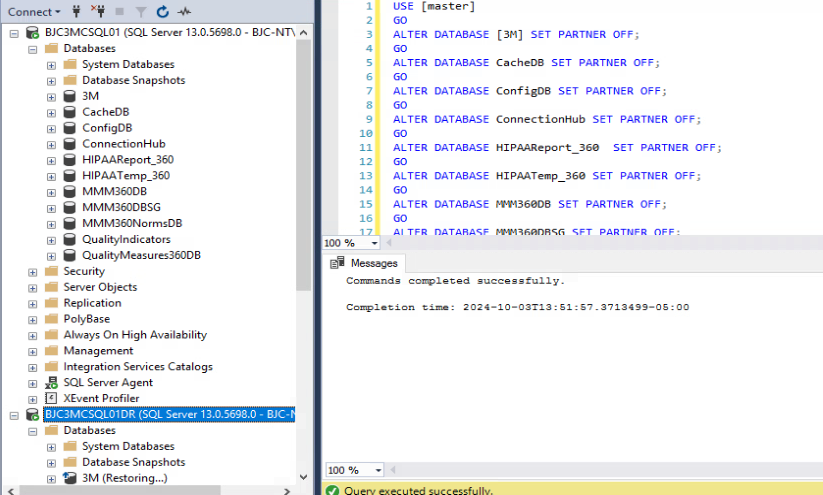 Connect
BJC3MCSQL01 (SQL Server 13.0.5698.0 - BJC-NT\
Databases
System Databases
Database Snapshots
3M
CacheDB
ConfigDB
ConnectionHub
HIPAAReport_360
HIPAATemp_360
MMM360DB
MMM360DBSG
MMM360NormsDB
QualityIndicators
QualityMeasures360DB
Security
Server Objects
Replication
PolyBase
Always On High Availability
Management
Integration Services Catalogs
SQL Server Agent
XEvent Profiler
BJC3MCSQL01DR (SQL Server 13.0.5698.0 - BJC-N
Databases
System Databases
Database Snapshots
3M (Restoring...)
1 USE [master]
2 GO
3 ALTER DATABASE [3M] SET PARTNER OFF;
4 GO
5 ALTER DATABASE CacheDB SET PARTNER OFF;
6 GO
7 ALTER DATABASE ConfigDB SET PARTNER OFF;
8 GO
9 ALTER DATABASE ConnectionHub SET PARTNER OFF;
10 GO
11 ALTER DATABASE HIPAAReport_360  SET PARTNER OFF;
12 GO
13 ALTER DATABASE HIPAATemp_360 SET PARTNER OFF;
14 GO
15 ALTER DATABASE MMM360DB SET PARTNER OFF;
16 GO
17 ALTER DATABASE MMM360DBSG SET PARTNER OFF;
100 %
Messages
Commands completed successfully.
Completion time: 2024-10-03T13:51:57.3713499-05:00
100 %
Query executed successfully.